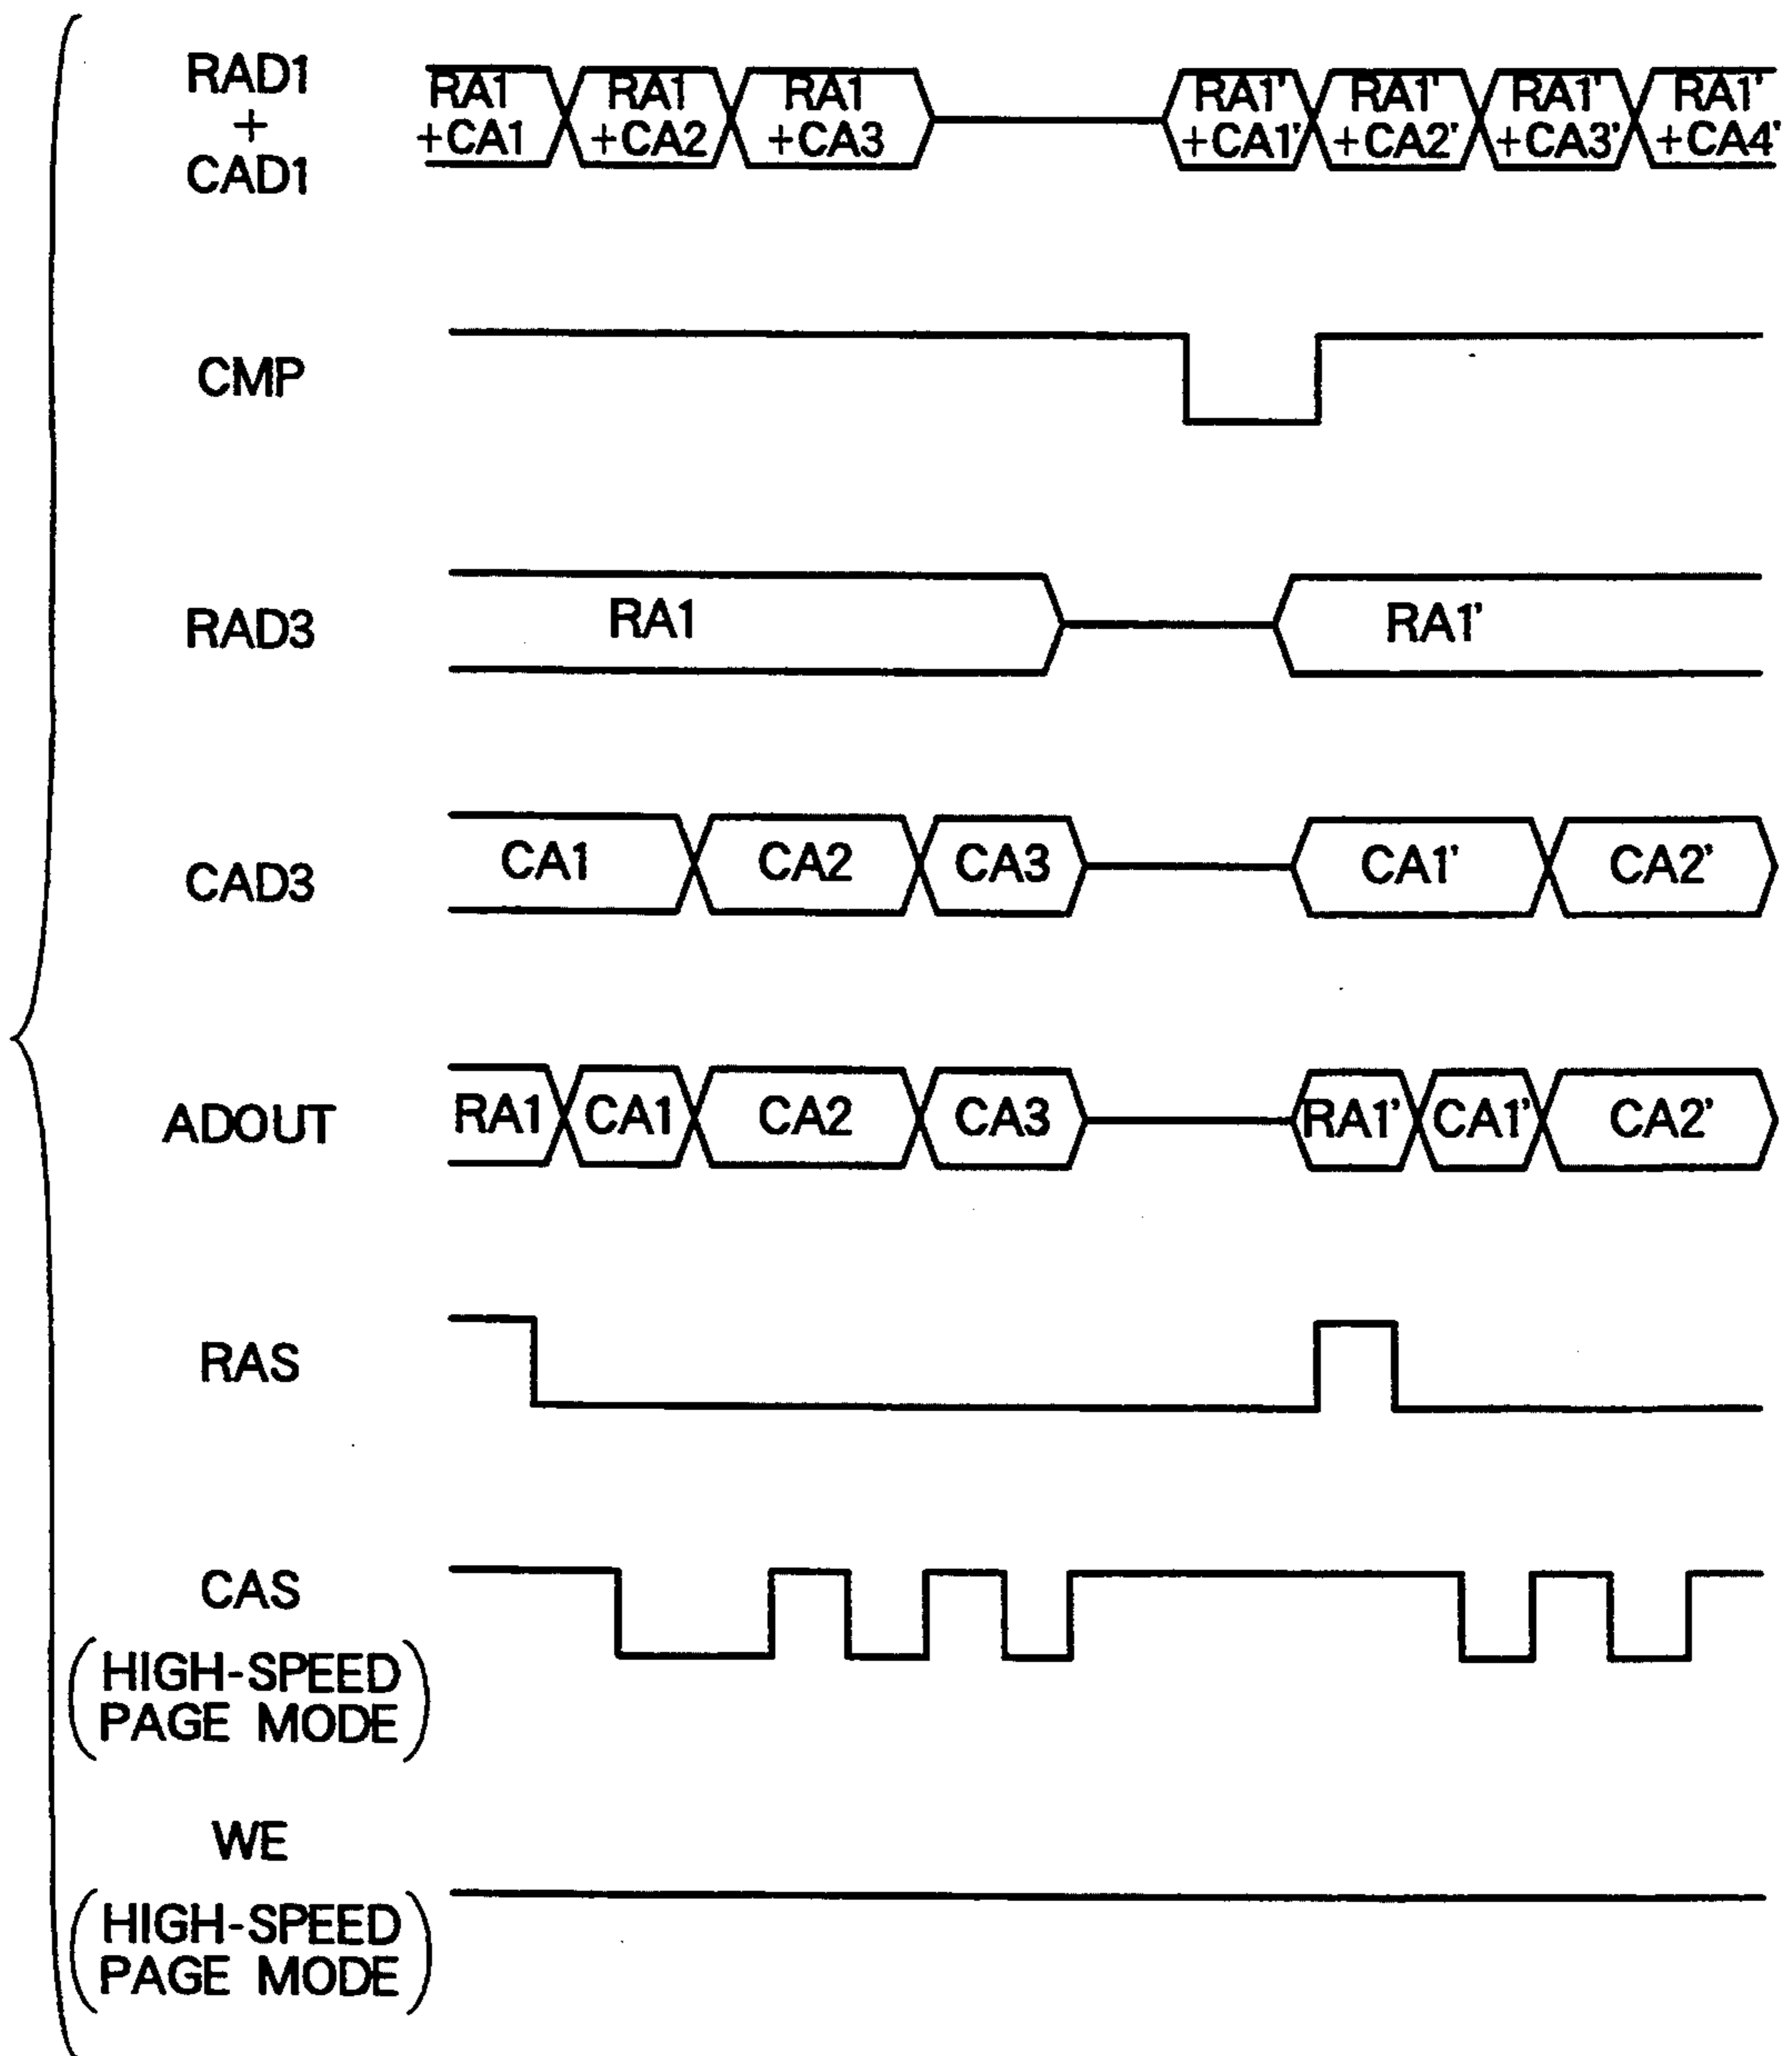 RAD1
+
CAD1
RA1
+CA1
RA1
+CA2
RA1
+CA3
RA1'
+CA1'
RA1'
+CA2'
RA1'
+CA3'
RA1'
+CA4'
CMP
RAD3
RA1
RA1'
CAD3
CA1
CA2
CA3
CA1'
CA2'
ADOUT
RA1
CA1
CA2
CA3
RA1'
CA1'
CA2'
RAS
CAS
(HIGH-SPEED
PAGE MODE)
WE
(HIGH-SPEED
PAGE MODE)